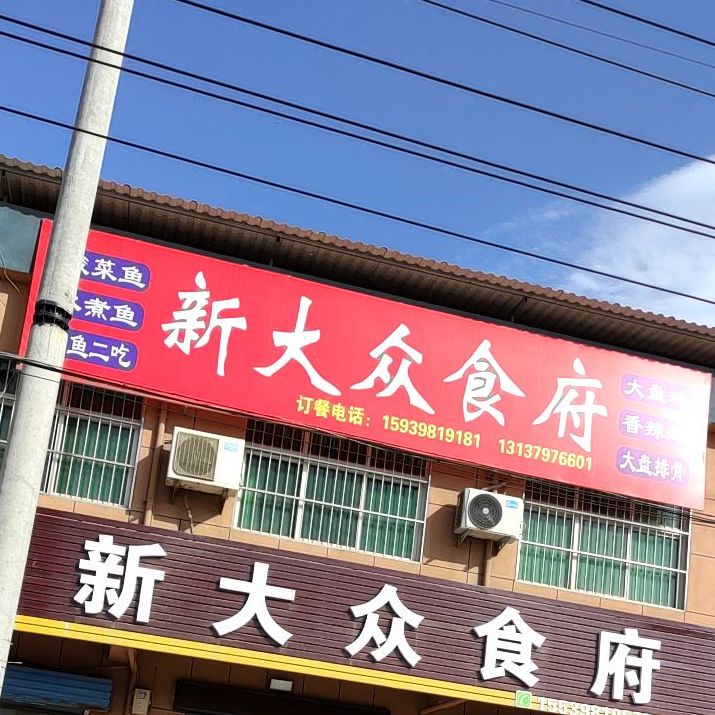 菜鱼
煮鱼
鱼二吃
新大众食府
订餐电话：15939819181 13137976601
大盘
香辣
大盘排骨
新大众食府